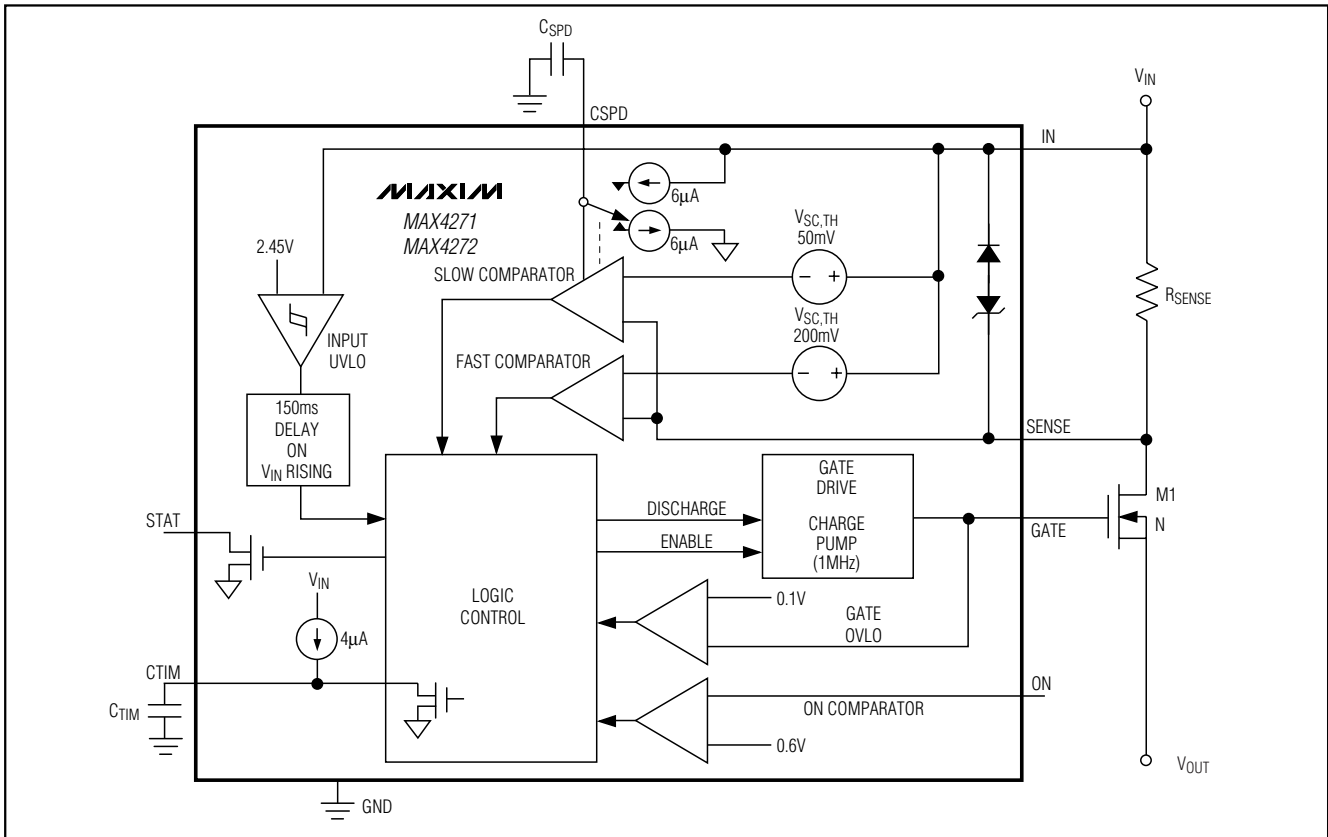 CSPD
VIN
CSPD
IN
MAXIM
MAX4271
MAX4272
6µA
6µA
VSC,TH
50mV
2.45V
SLOW COMPARATOR
RSENSE
VSC,TH
200mV
INPUT
UVLO
FAST COMPARATOR
150ms
DELAY
ON
VIN RISING
SENSE
GATE
DRIVE
CHARGE
PUMP
(1MHz)
M1
N
DISCHARGE
STAT
GATE
ENABLE
VIN
LOGIC
CONTROL
0.1V
GATE
OVLO
4µA
CTIM
CTIM
ON
ON COMPARATOR
0.6V
VOUT
GND